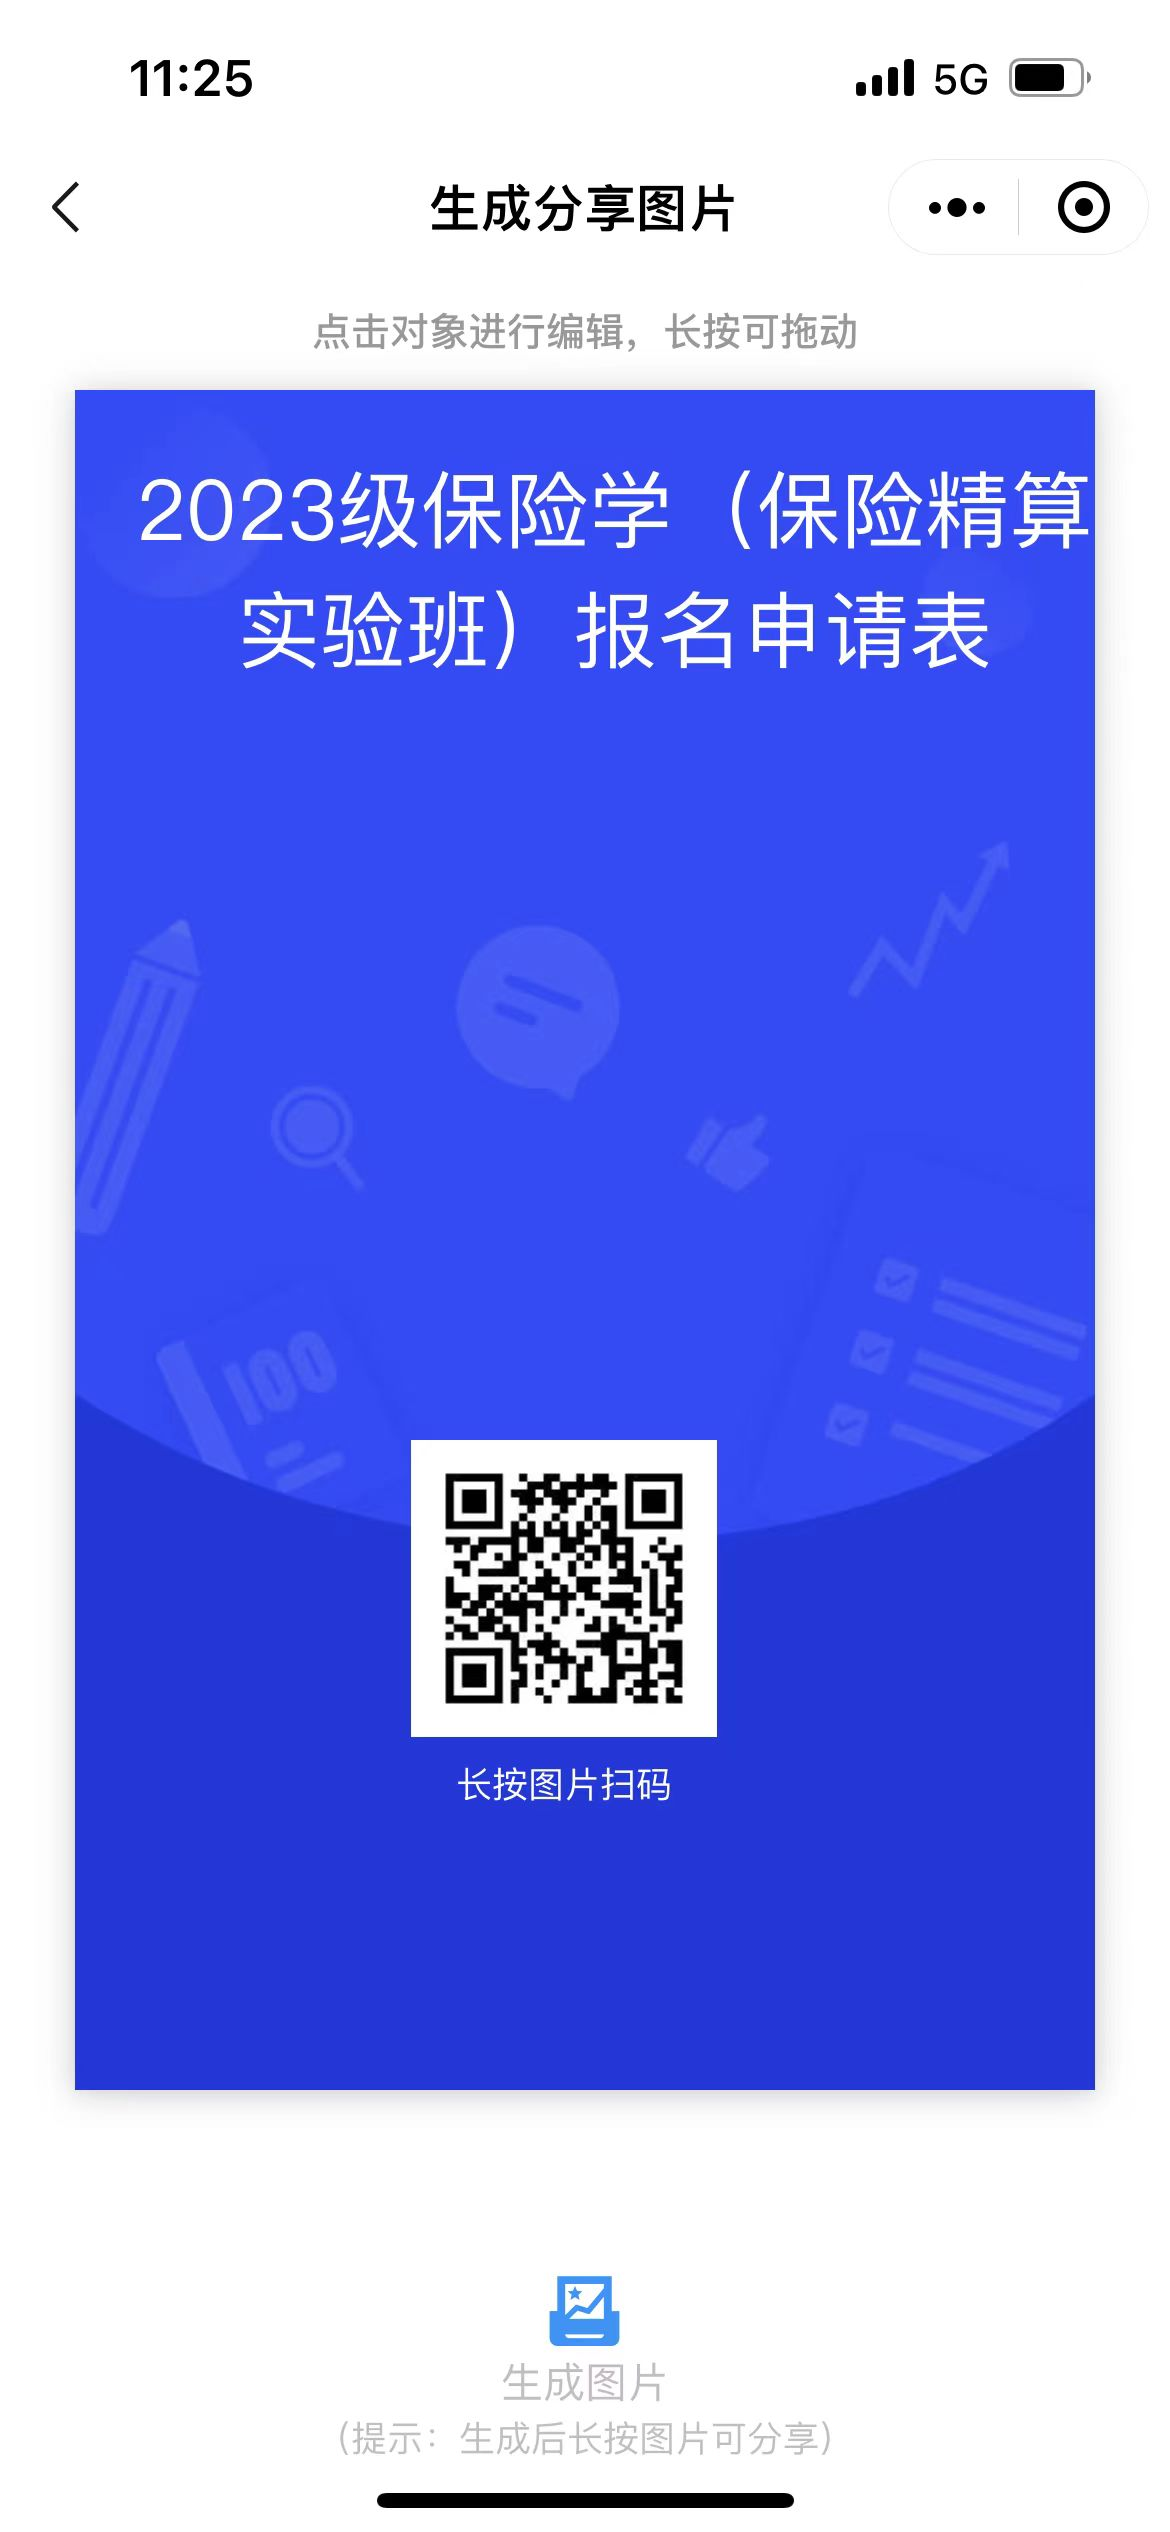 11:25
5G
生成分享图片
点击对象进行编辑，长按可拖动
2023级保险学（保险精算
实验班）报名申请表
100
长按图片扫码
生成图片
（提示：生成后长按图片可分享）